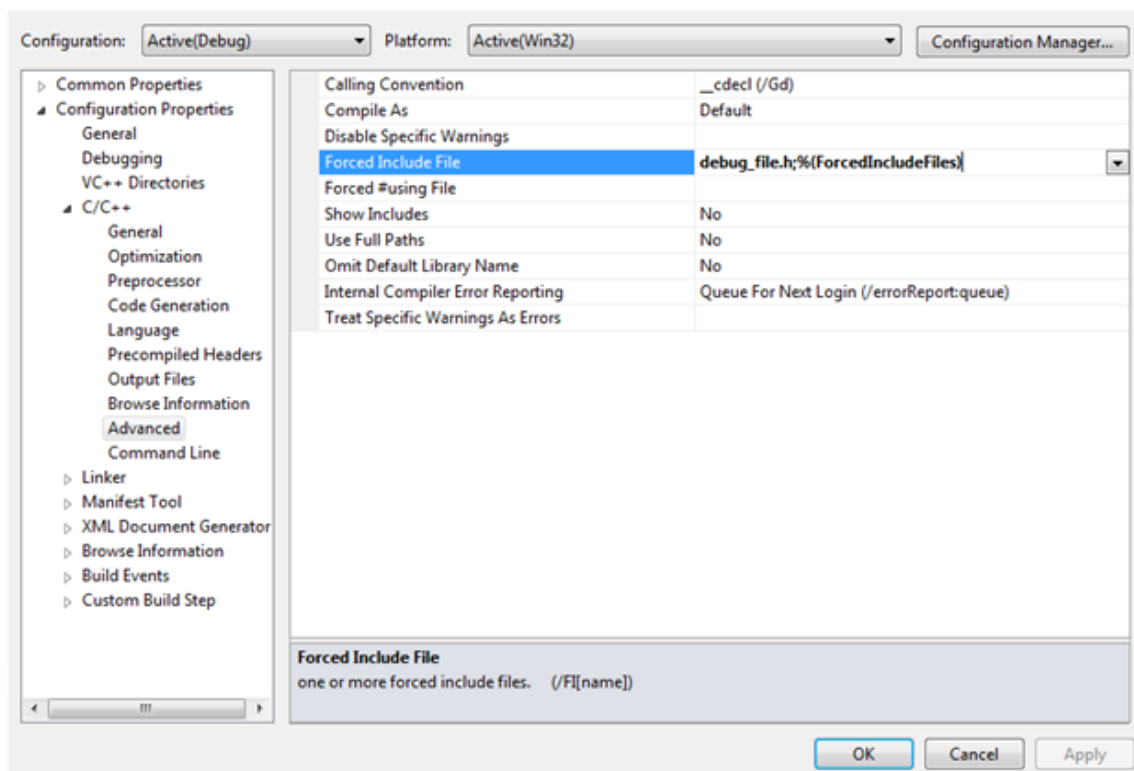 Configuration: Active(Debug) Platform: Active(Win32) Configuration Manager...
Common Properties
Configuration Properties
General
Debugging
VC++ Directories
C/C++
General
Optimization
Preprocessor
Code Generation
Language
Precompiled Headers
Output Files
Browse Information
Advanced
Command Line
Linker
Manifest Tool
XML Document Generator
Browse Information
Build Events
Custom Build Step
Calling Convention __cdecl (/Gd)
Compile As Default
Disable Specific Warnings
Forced Include File debug_file.h;%(ForcedIncludeFiles)
Forced #using File
Show Includes No
Use Full Paths No
Omit Default Library Name No
Internal Compiler Error Reporting Queue For Next Login (/errorReport:queue)
Treat Specific Warnings As Errors
Forced Include File
one or more forced include files. (/FI[name])
OK Cancel Apply